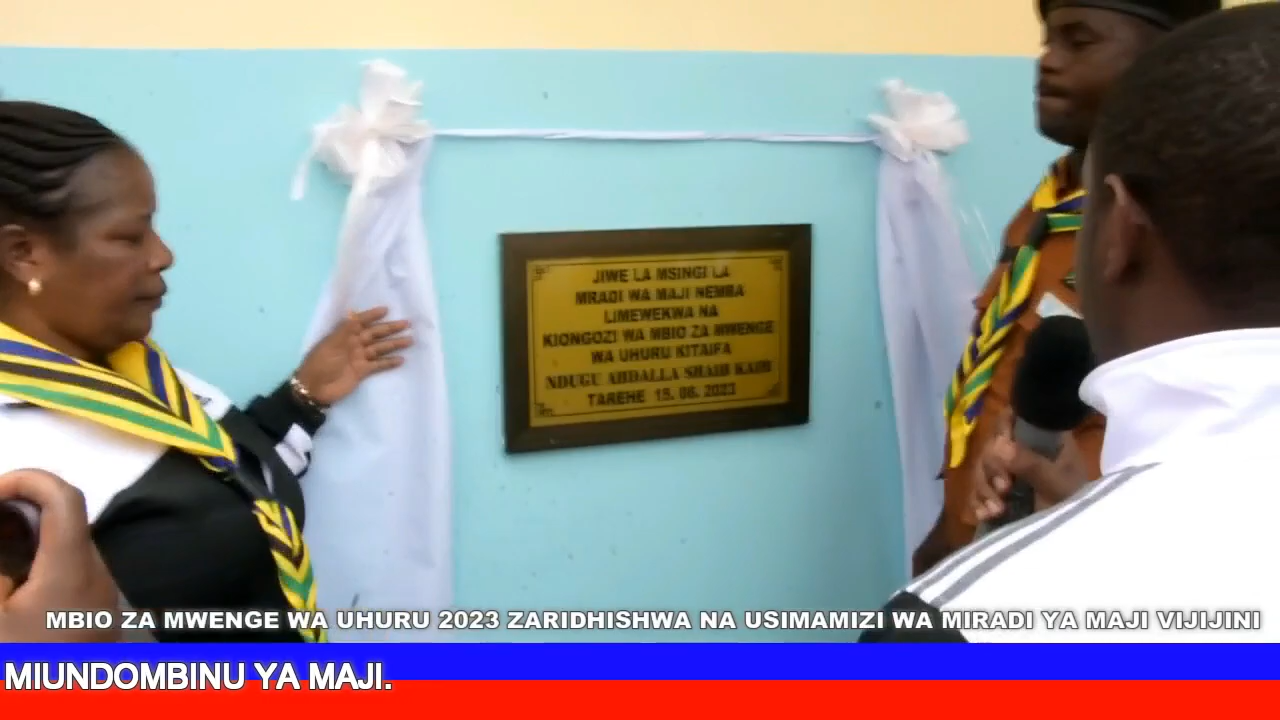 JIWE LA MSINGI LA
MRADI WA MAJI NEMBA
LIMEWEKWA NA
KIONGOZI WA MBIO ZA MWENGE
WA UHURU KITAIFA
NDUGU ABDALLA SHAIB KAIM
TAREHE 15. 08. 2023
MBIO ZA MWENGE WA UHURU 2023 ZARIDHISHWA NA USIMAMIZI WA MIRADI YA MAJI VIJIJINI
MIUNDOMBINU YA MAJI.